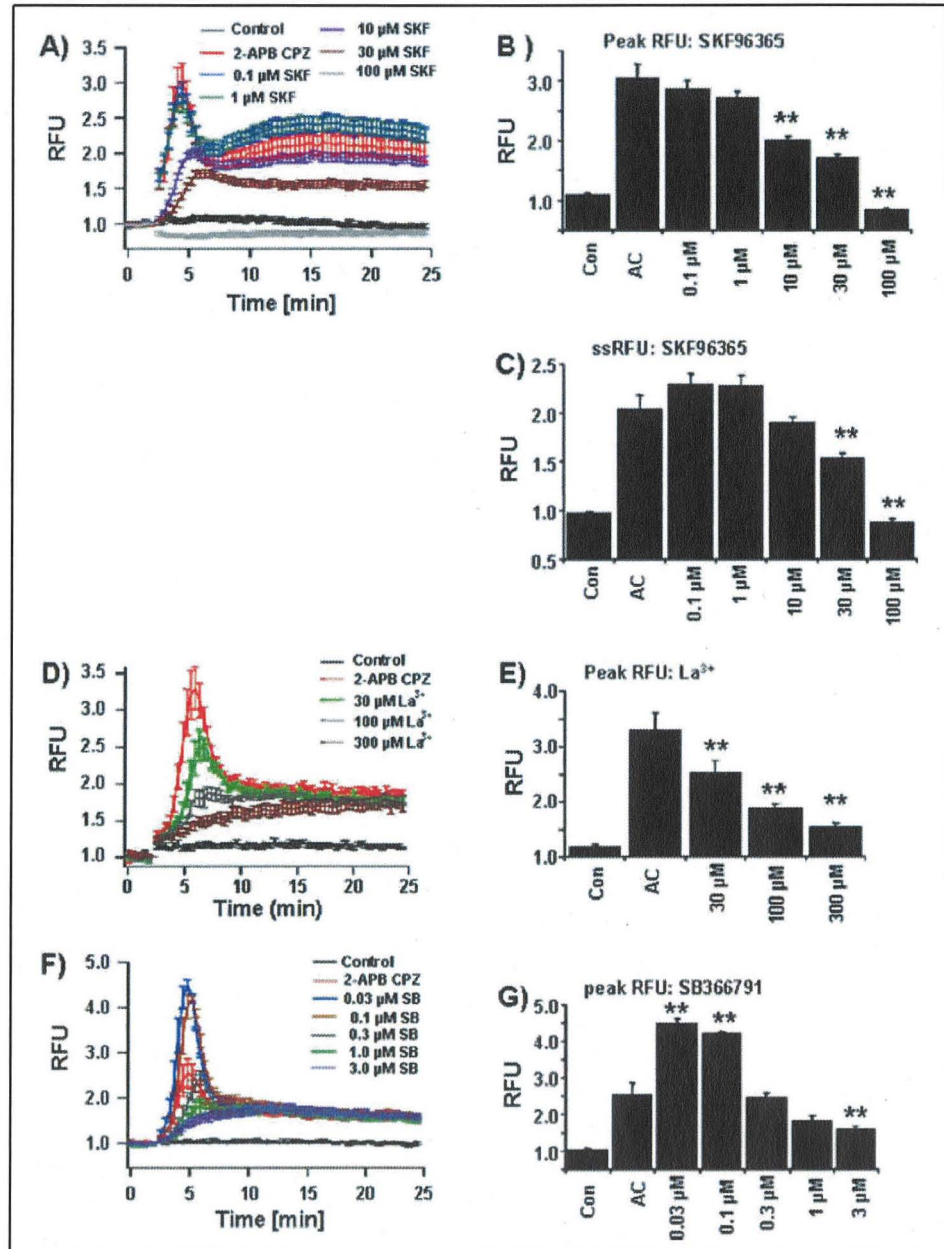 A)
Control
2-APB CPZ
0.1 µM SKF
1 µM SKF
10 µM SKF
30 µM SKF
100 µM SKF
3.5
3.0
2.5
2.0
1.5
1.0
RFU
0 5 10 15 20 25
Time [min]
B )
Peak RFU: SKF96365
3.0
2.0
1.0
RFU
** ** **
Con AC 0.1 µM 1 µM 10 µM 30 µM 100 µM
C)
ssRFU: SKF96365
2.5
2.0
1.5
1.0
0.5
RFU
** **
Con AC 0.1 µM 1 µM 10 µM 30 µM 100 µM
D)
Control
2-APB CPZ
30 µM La³⁺
100 µM La³⁺
300 µM La³⁺
3.5
3.0
2.5
2.0
1.5
1.0
RFU
0 5 10 15 20 25
Time (min)
E)
Peak RFU: La³⁺
4.0
3.0
2.0
1.0
RFU
** ** **
Con AC 30 µM 100 µM 300 µM
F)
Control
2-APB CPZ
0.03 µM SB
0.1 µM SB
0.3 µM SB
1.0 µM SB
3.0 µM SB
5.0
4.0
3.0
2.0
1.0
RFU
0 5 10 15 20 25
Time [min]
G)
peak RFU: SB366791
5.0
4.0
3.0
2.0
1.0
RFU
** ** **
Con AC 0.03 µM 0.1 µM 0.3 µM 1 µM 3 µM